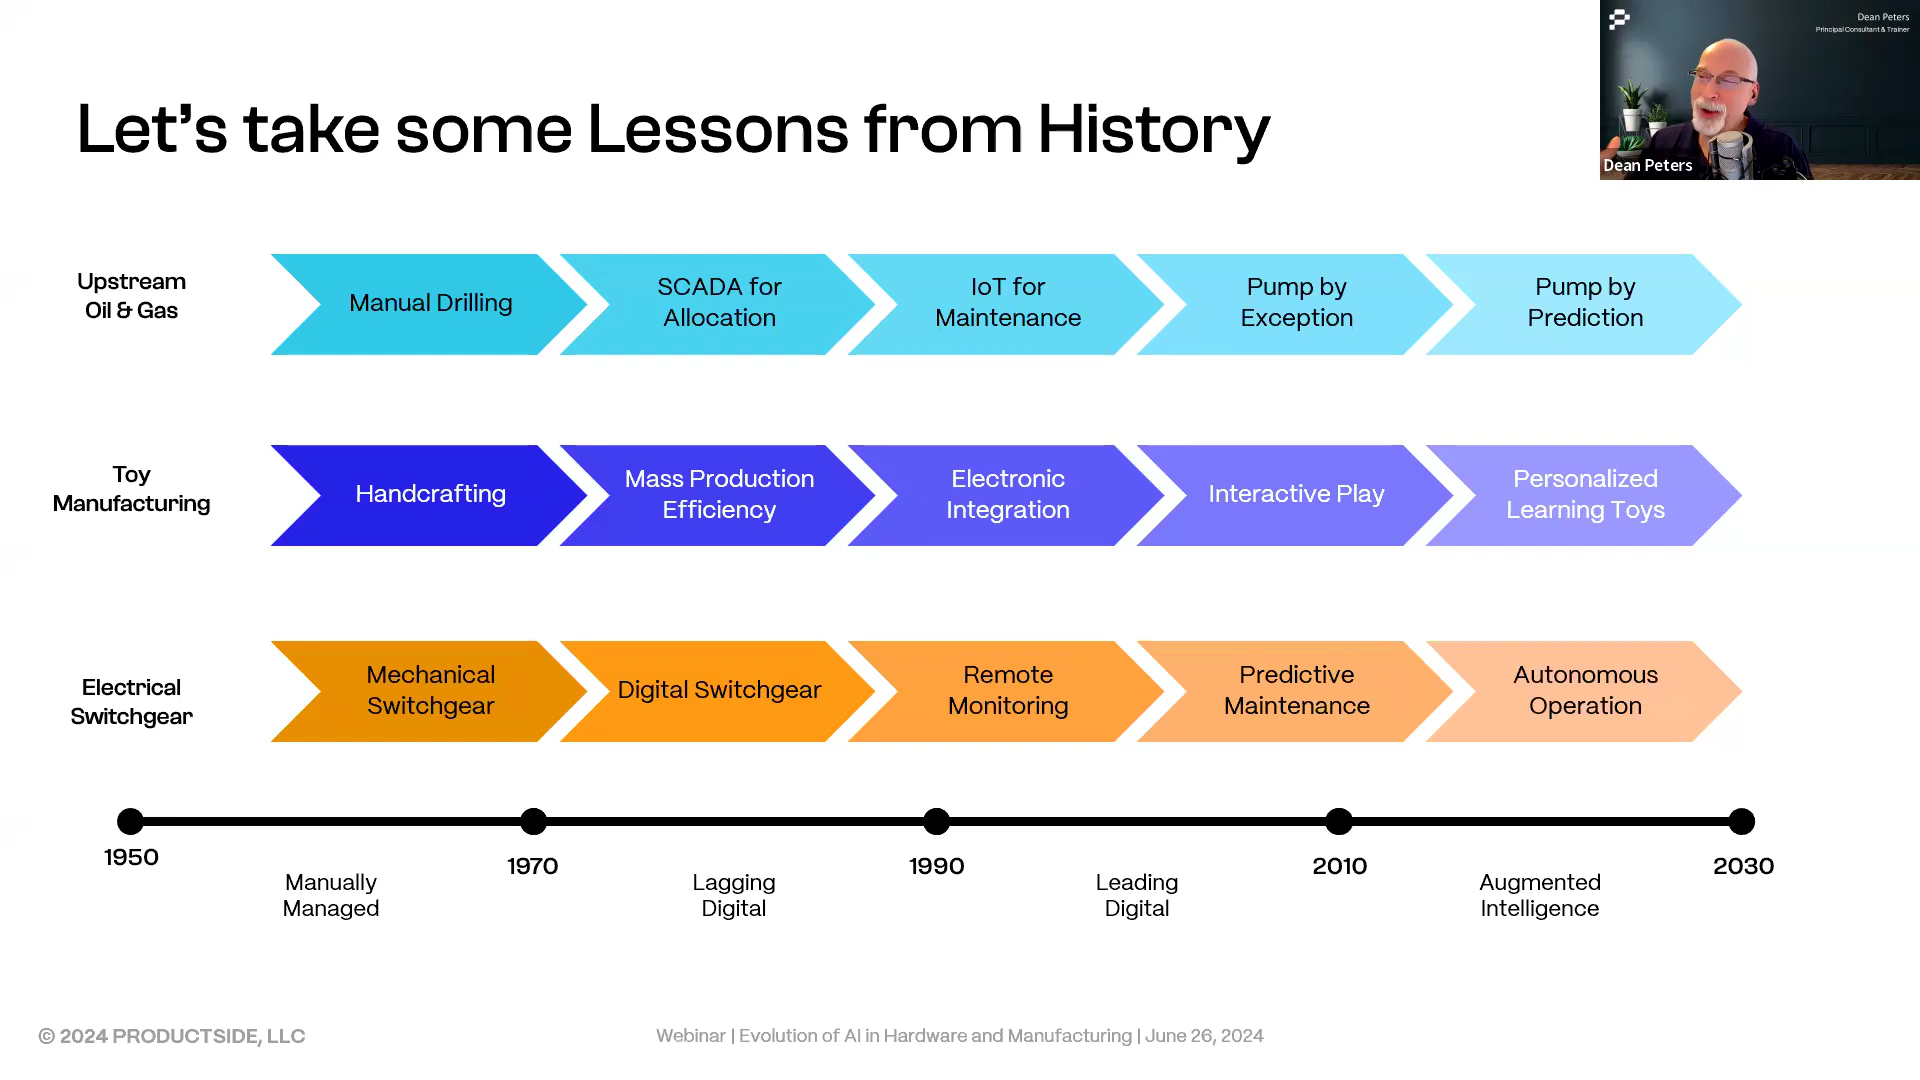 Dean Peters
Principal Consultant & Trainer
Dean Peters
Let's take some Lessons from History
Upstream
Oil & Gas
Manual Drilling
SCADA for
Allocation
IoT for
Maintenance
Pump by
Exception
Pump by
Prediction
Toy
Manufacturing
Handcrafting
Mass Production
Efficiency
Electronic
Integration
Interactive Play
Personalized
Learning Toys
Electrical
Switchgear
Mechanical
Switchgear
Digital Switchgear
Remote
Monitoring
Predictive
Maintenance
Autonomous
Operation
1950
1970
1990
2010
2030
Manually
Managed
Lagging
Digital
Leading
Digital
Augmented
Intelligence
© 2024 PRODUCTSIDE, LLC
Webinar | Evolution of AI in Hardware and Manufacturing | June 26, 2024